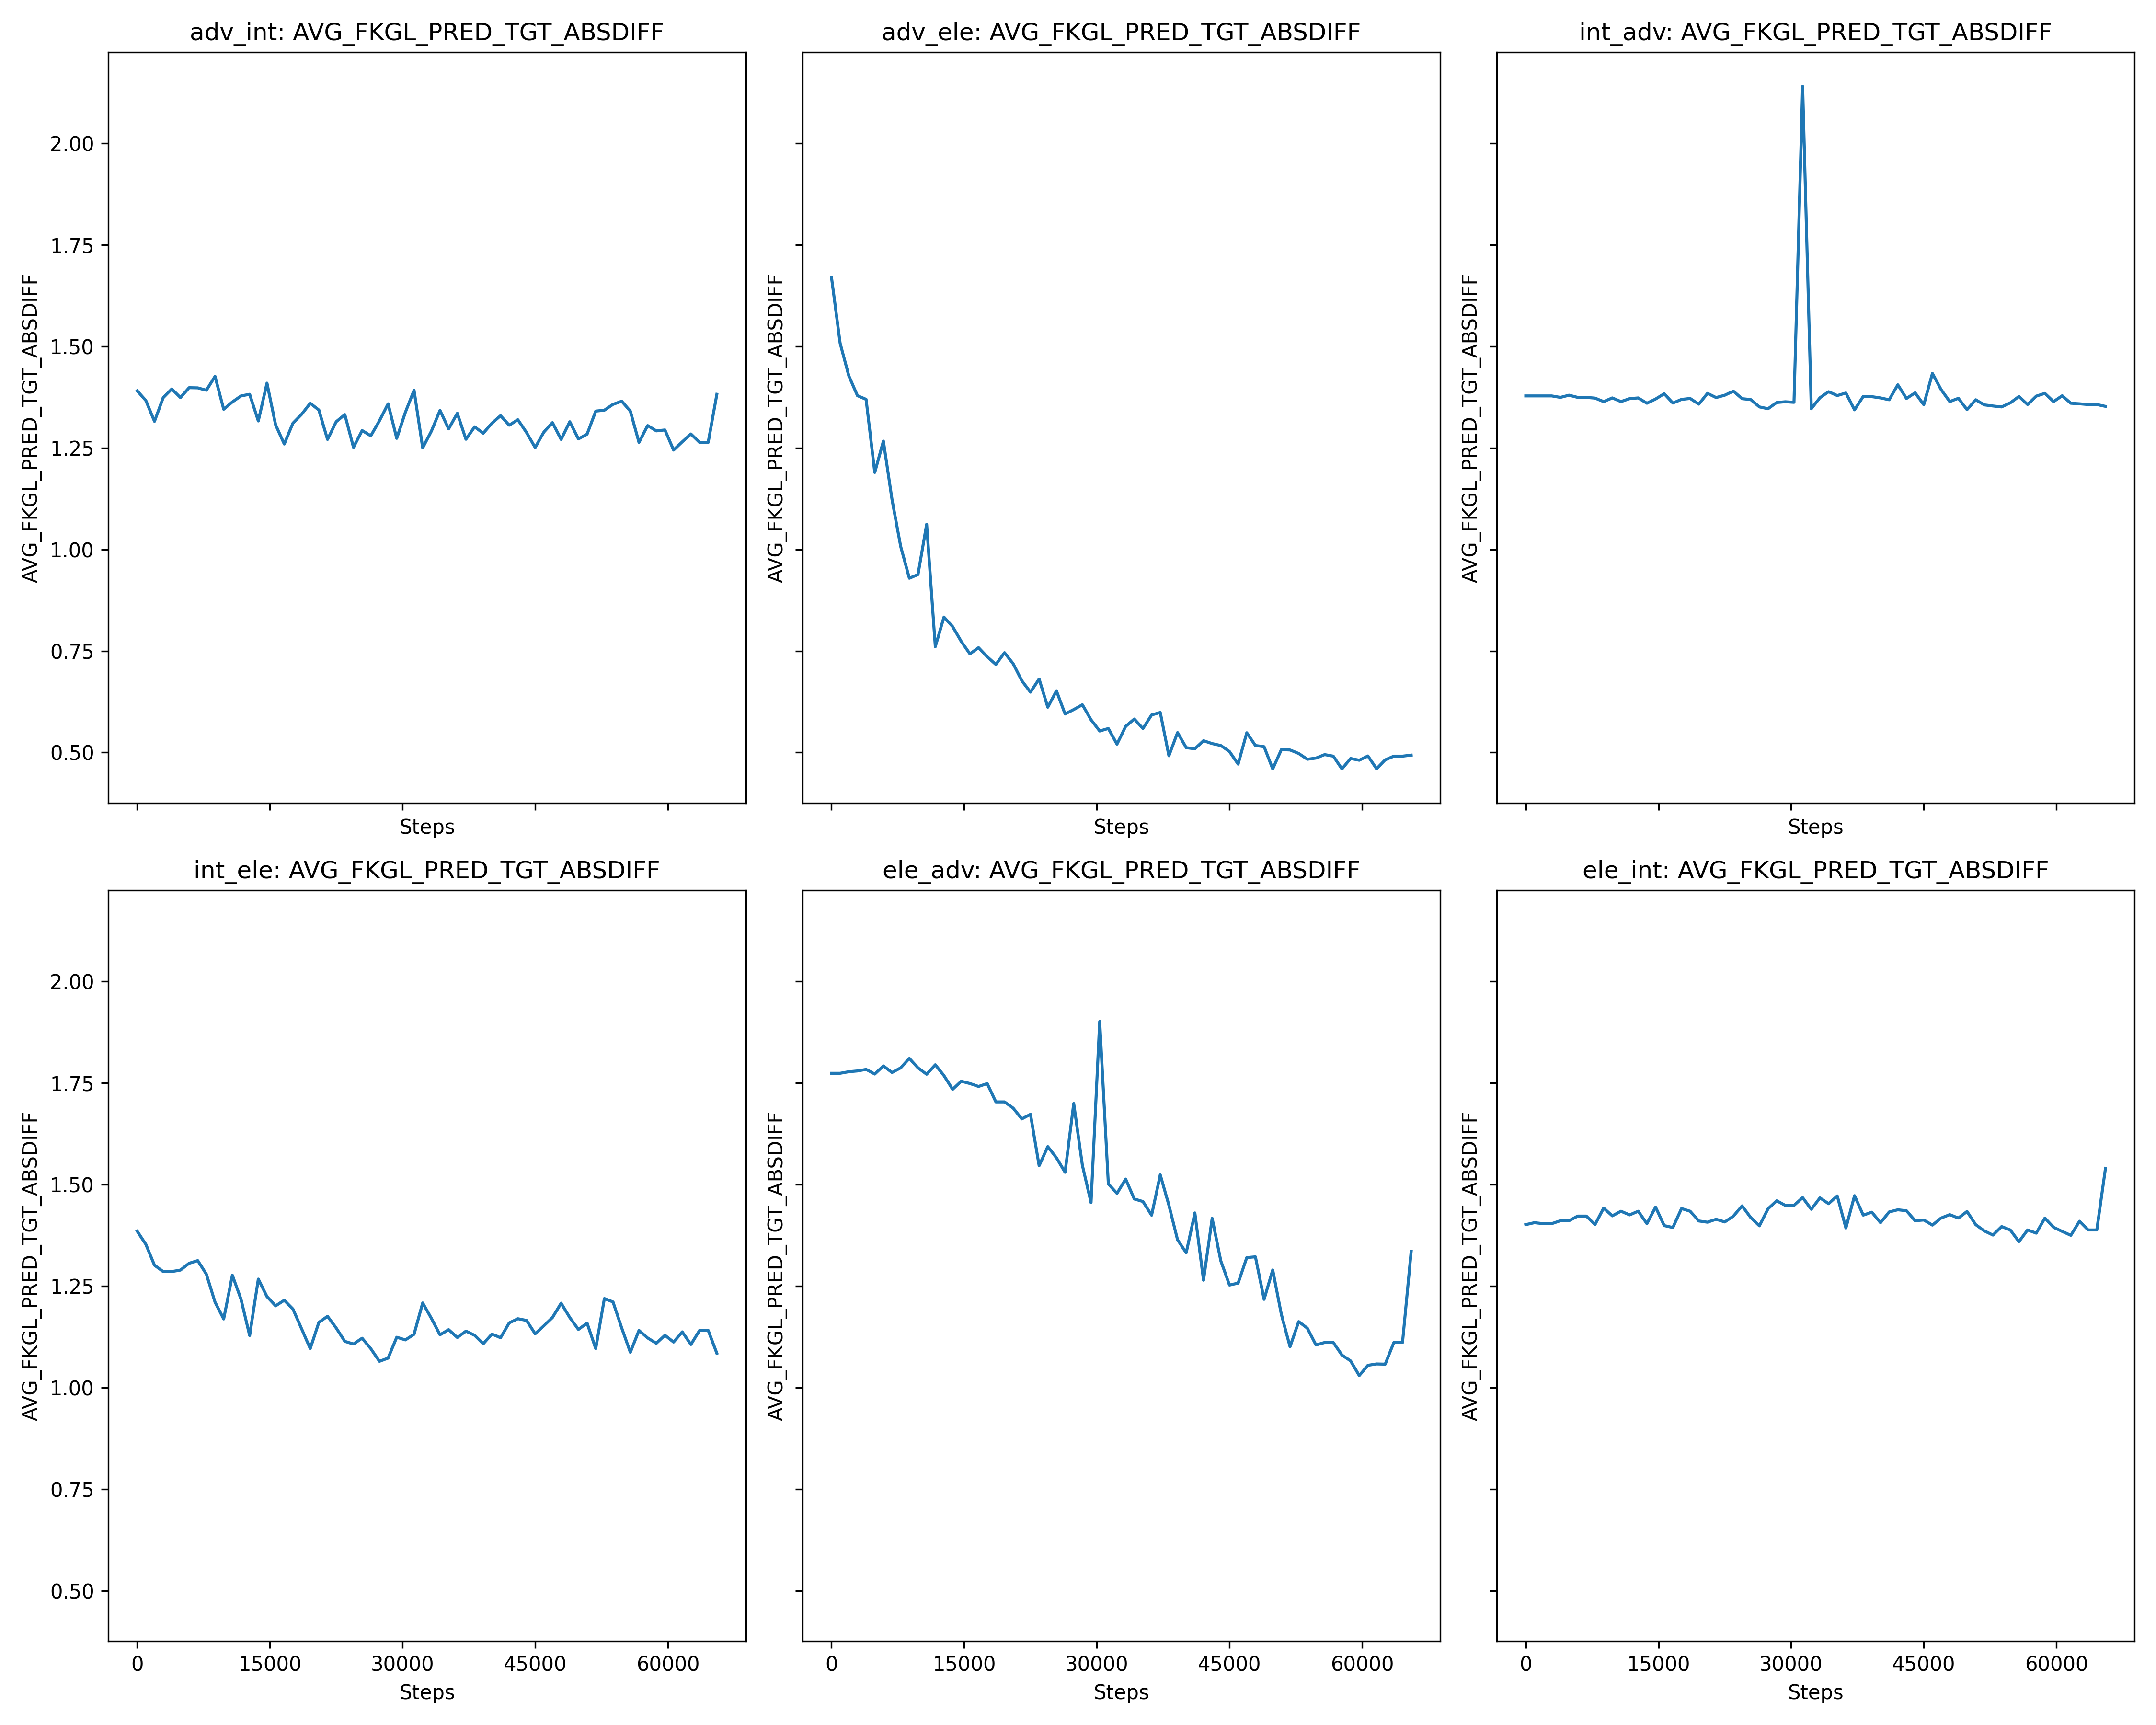 adv_int: AVG_FKGL_PRED_TGT_ABSDIFF
adv_ele: AVG_FKGL_PRED_TGT_ABSDIFF
int_adv: AVG_FKGL_PRED_TGT_ABSDIFF
AVG_FKGL_PRED_TGT_ABSDIFF
2.00
1.75
1.50
1.25
1.00
0.75
0.50
AVG_FKGL_PRED_TGT_ABSDIFF
AVG_FKGL_PRED_TGT_ABSDIFF
Steps
Steps
Steps
int_ele: AVG_FKGL_PRED_TGT_ABSDIFF
ele_adv: AVG_FKGL_PRED_TGT_ABSDIFF
ele_int: AVG_FKGL_PRED_TGT_ABSDIFF
AVG_FKGL_PRED_TGT_ABSDIFF
2.00
1.75
1.50
1.25
1.00
0.75
0.50
AVG_FKGL_PRED_TGT_ABSDIFF
AVG_FKGL_PRED_TGT_ABSDIFF
0 15000 30000 45000 60000
0 15000 30000 45000 60000
0 15000 30000 45000 60000
Steps
Steps
Steps